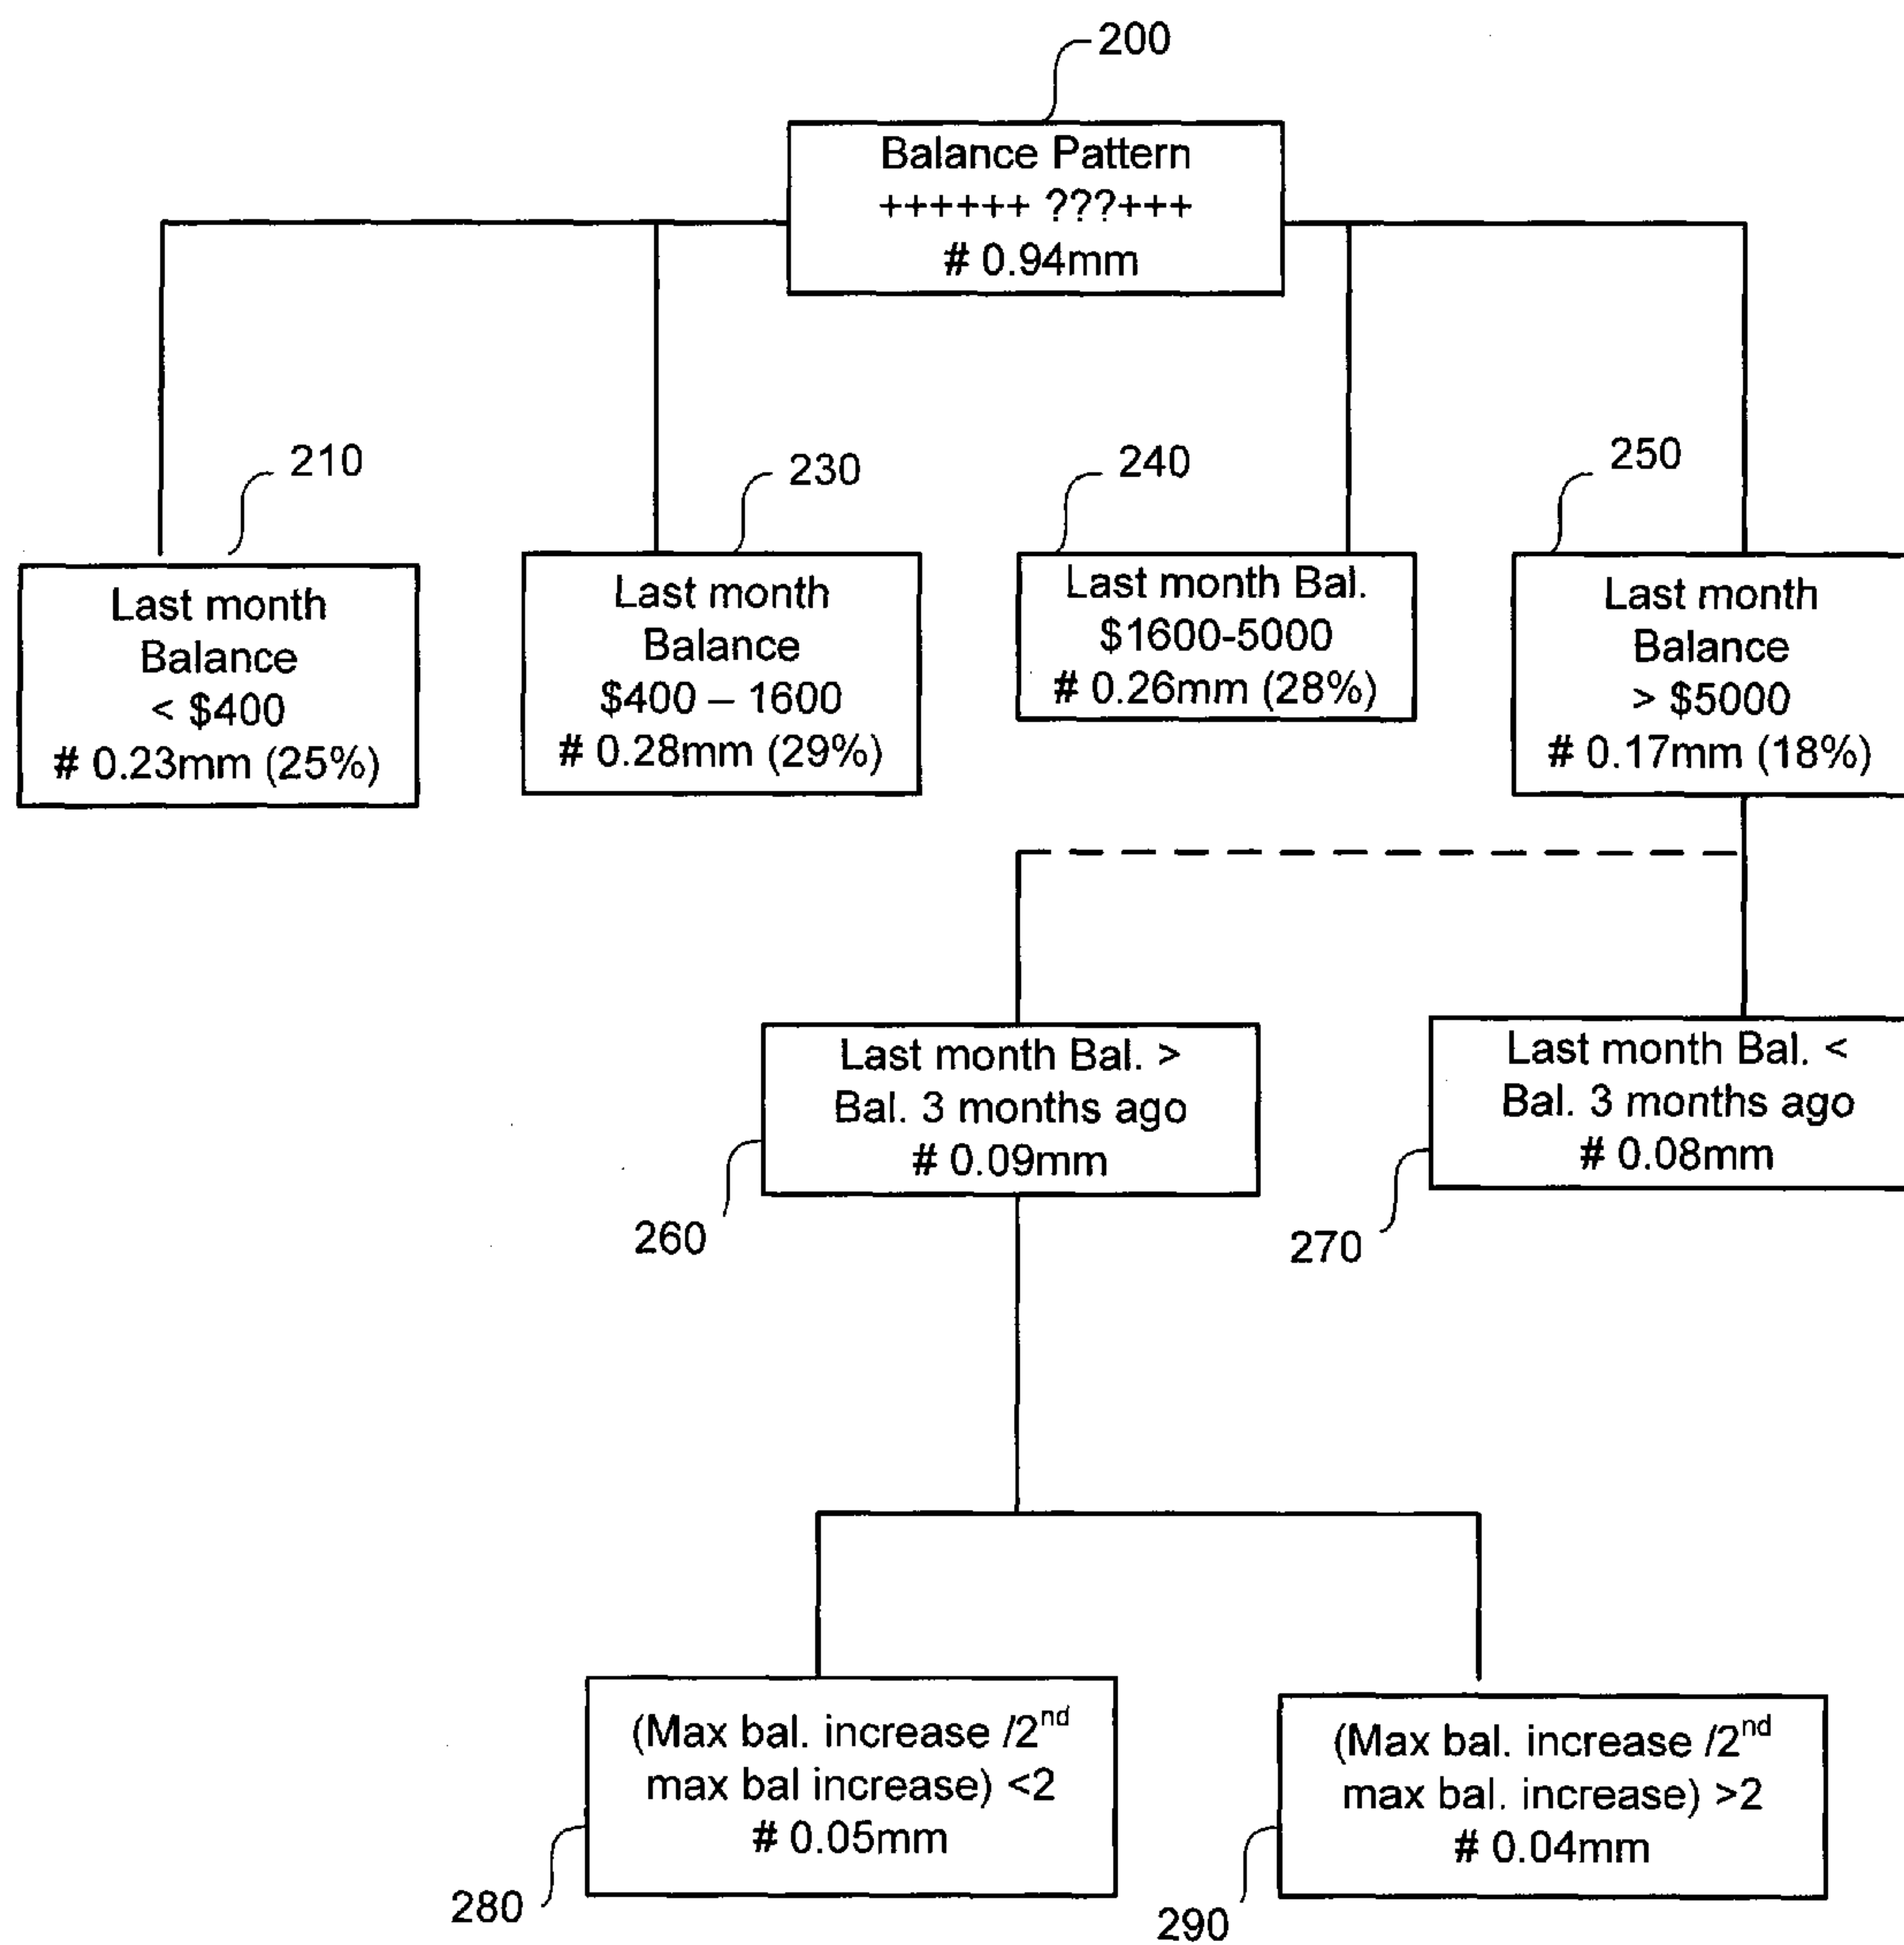 200
Balance Pattern
++++++ ???+++
# 0.94mm
210
Last month
Balance
< $400
# 0.23mm (25%)
230
Last month
Balance
$400 – 1600
# 0.28mm (29%)
240
Last month Bal.
$1600-5000
# 0.26mm (28%)
250
Last month
Balance
> $5000
# 0.17mm (18%)
Last month Bal. >
Bal. 3 months ago
# 0.09mm
260
Last month Bal. <
Bal. 3 months ago
# 0.08mm
270
(Max bal. increase /2nd
max bal increase) <2
# 0.05mm
280
(Max bal. increase /2nd
max bal. increase) >2
# 0.04mm
290